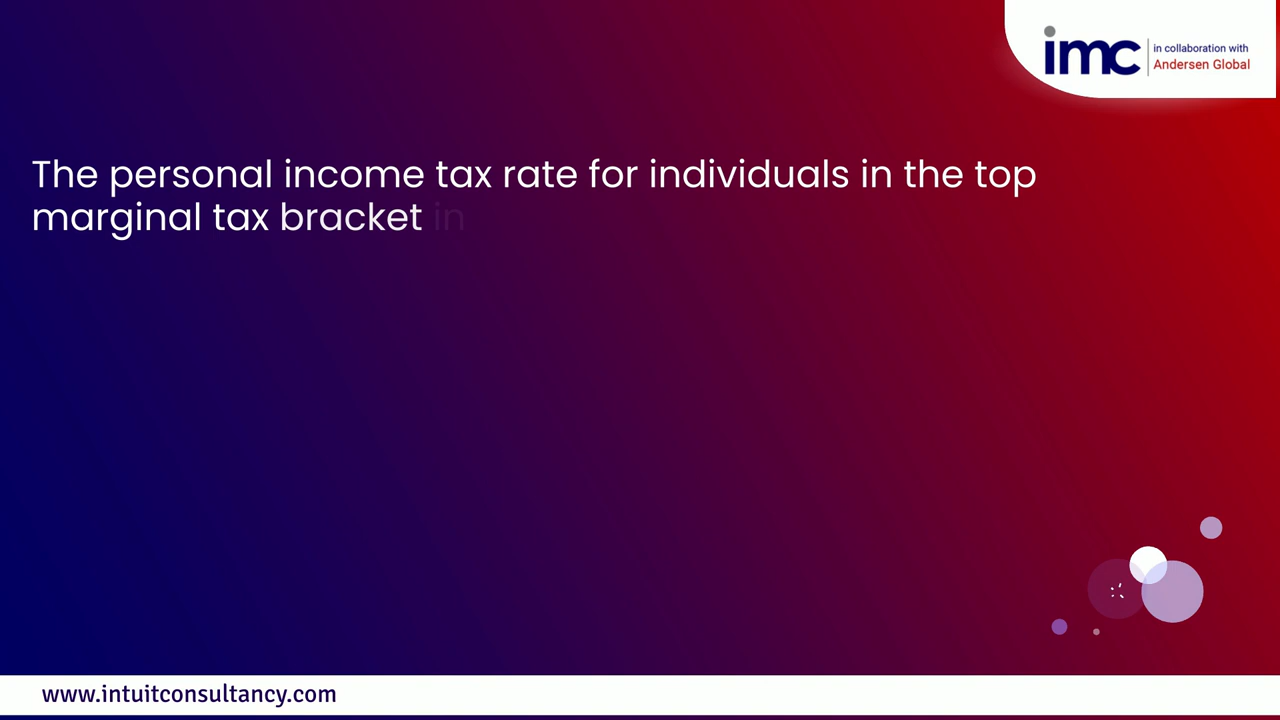 imc
in collaboration with
Andersen Global
The personal income tax rate for individuals in the top
marginal tax bracket in
www.intuitconsultancy.com